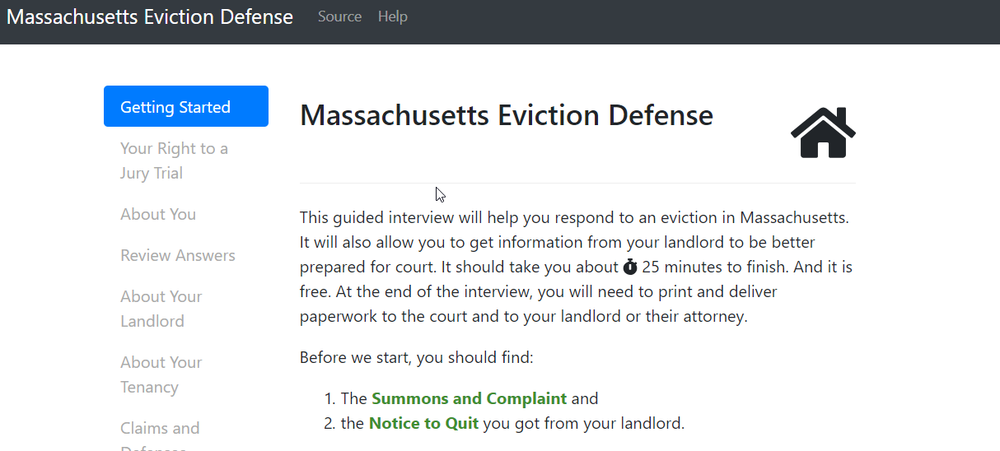 Massachusetts Eviction Defense Source Help
Getting Started
Your Right to a
Jury Trial
About You
Review Answers
About Your
Landlord
About Your
Tenancy
Claims and
Defenses
Massachusetts Eviction Defense
This guided interview will help you respond to an eviction in Massachusetts.
It will also allow you to get information from your landlord to be better
prepared for court. It should take you about 25 minutes to finish. And it is
free. At the end of the interview, you will need to print and deliver
paperwork to the court and to your landlord or their attorney.
Before we start, you should find:
1. The Summons and Complaint and
2. the Notice to Quit you got from your landlord.